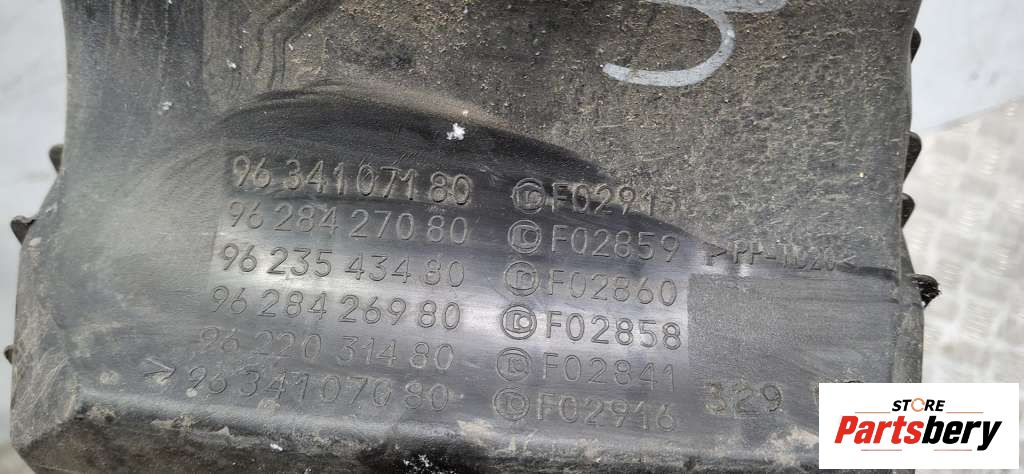 96 341 071 80 F02915
96 284 270 80 F02859
>PP-TD20<
96 235 434 80 F02860
96 284 269 80 F02858
96 220 314 80 F02841
> 96 341 070 80 F02916
329
STORE
Partsbery